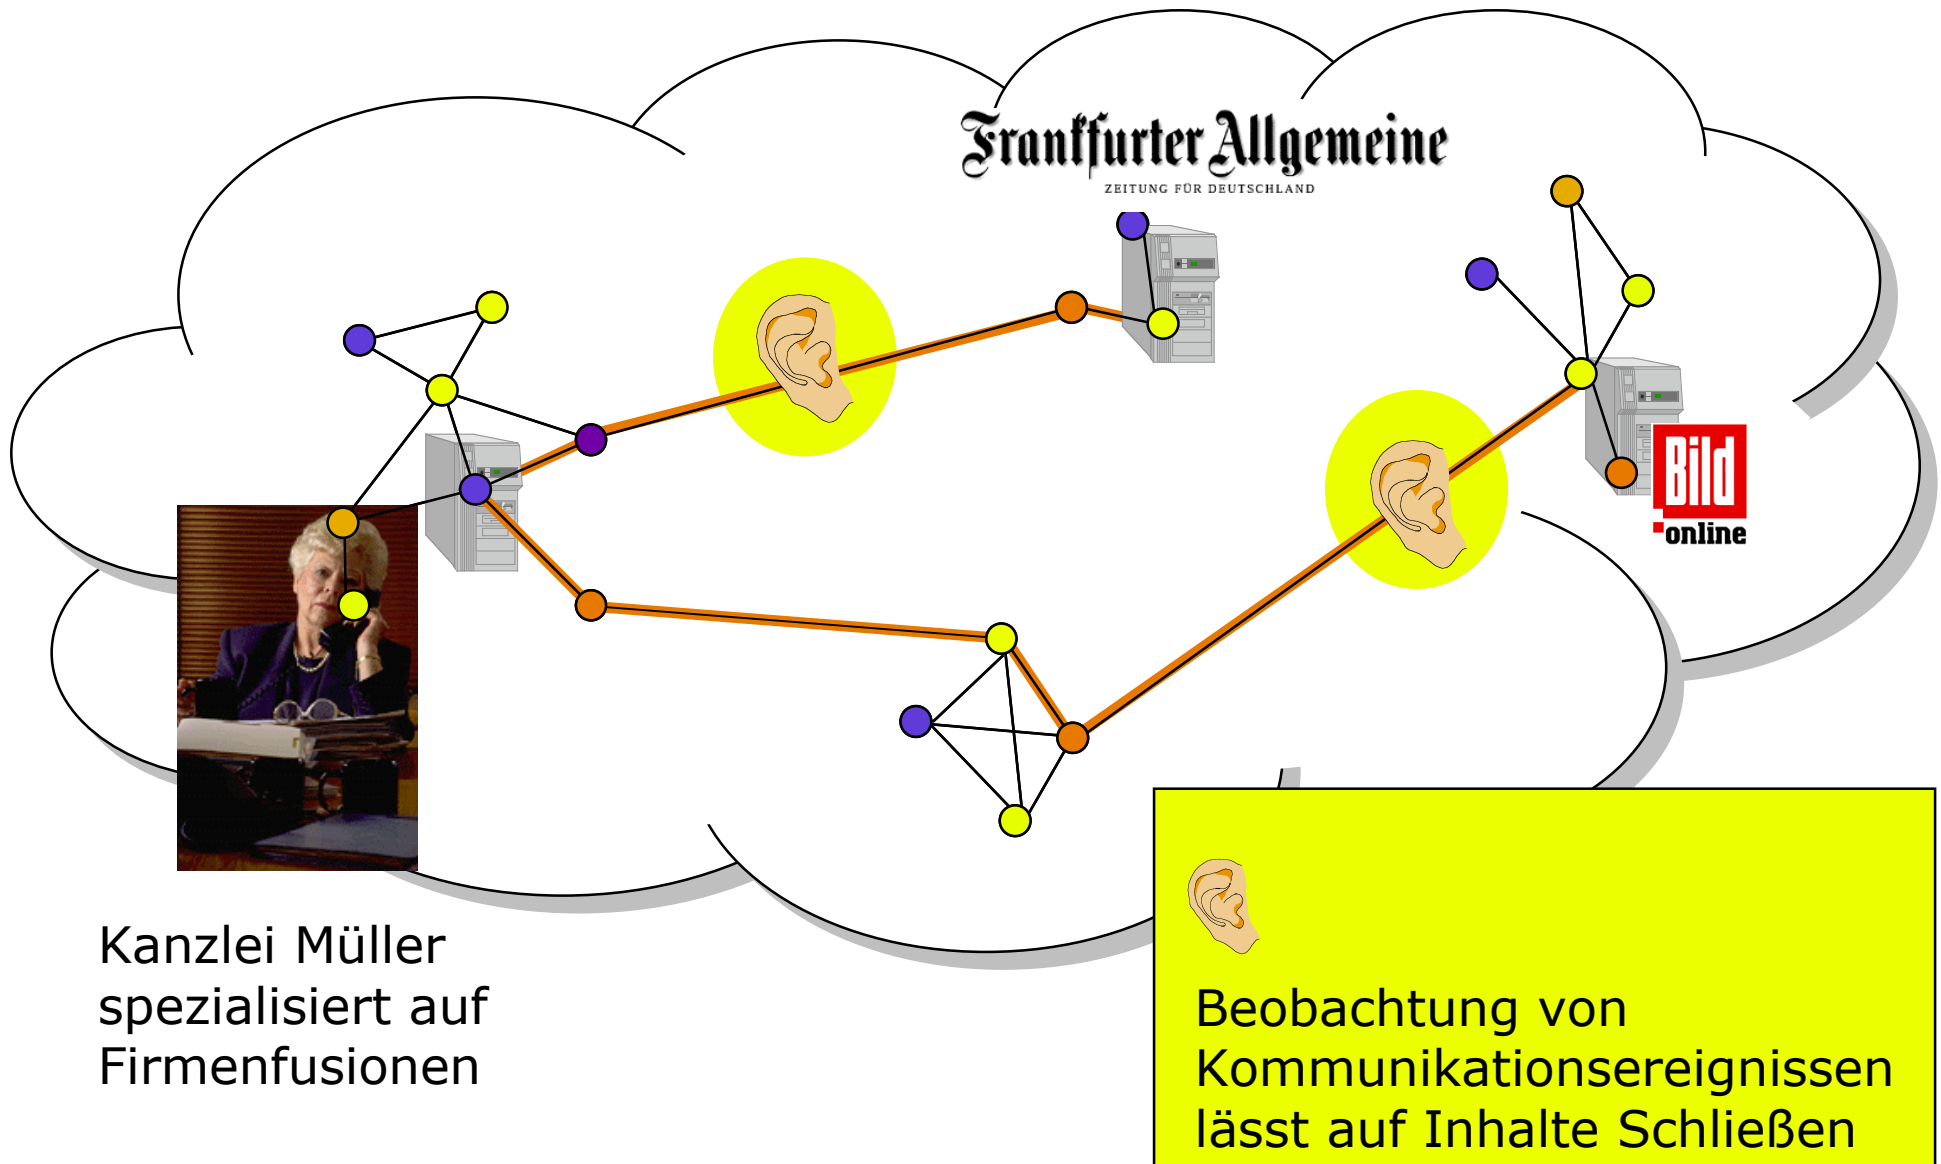 Frankfurter Allgemeine
ZEITUNG FÜR DEUTSCHLAND
Bild
online
Kanzlei Müller
spezialisiert auf
Firmenfusionen
Beobachtung von
Kommunikationsereignissen
lässt auf Inhalte Schließen